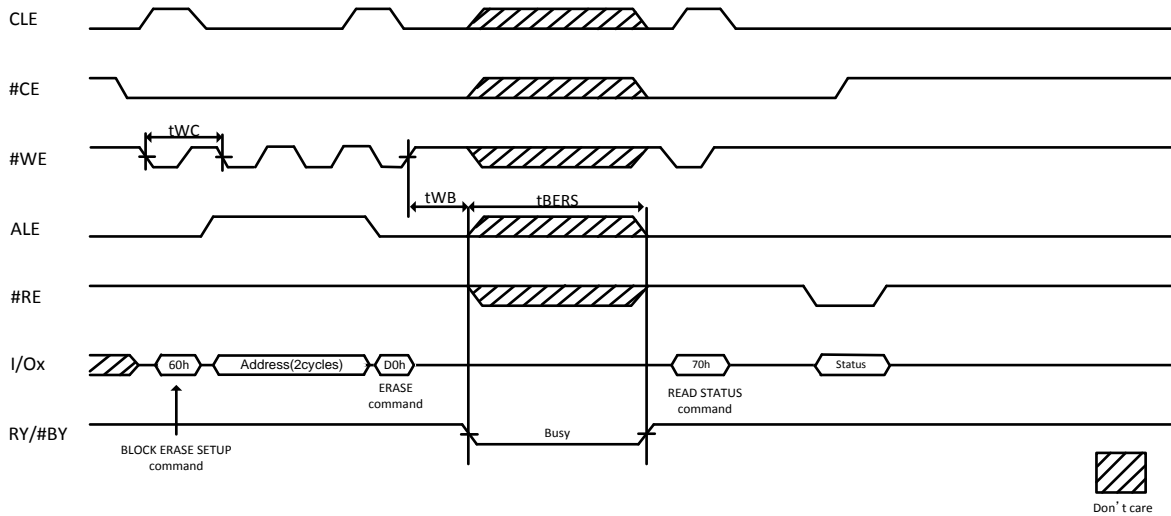 CLE
#CE
tWC
#WE
tWB
tBERS
ALE
#RE
I/Ox
60h
Address(2cycles)
D0h
70h
Status
ERASE
command
READ STATUS
command
RY/#BY
Busy
BLOCK ERASE SETUP
command
Don’t care